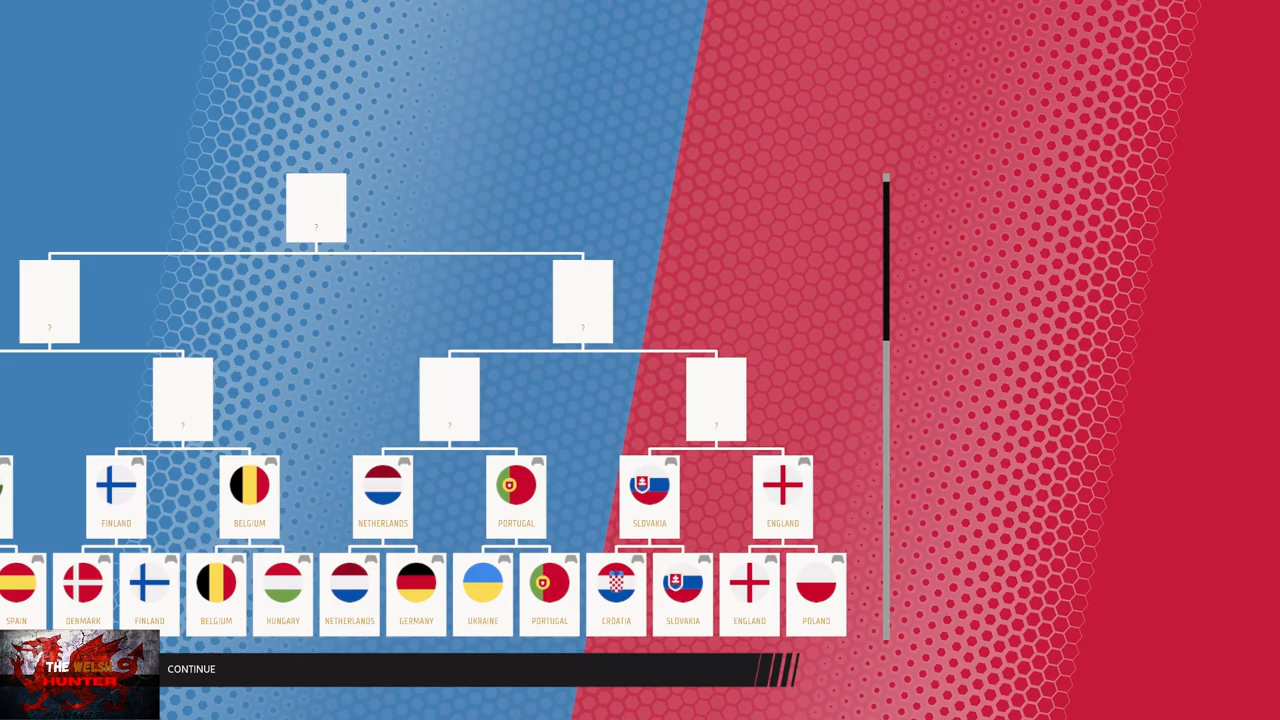 ?
? ?
? ? ?
FINLAND BELGIUM NETHERLANDS PORTUGAL SLOVAKIA ENGLAND
SPAIN DENMARK FINLAND BELGIUM HUNGARY NETHERLANDS GERMANY UKRAINE PORTUGAL CROATIA SLOVAKIA ENGLAND POLAND
THE WELSH
HUNTER
CONTINUE